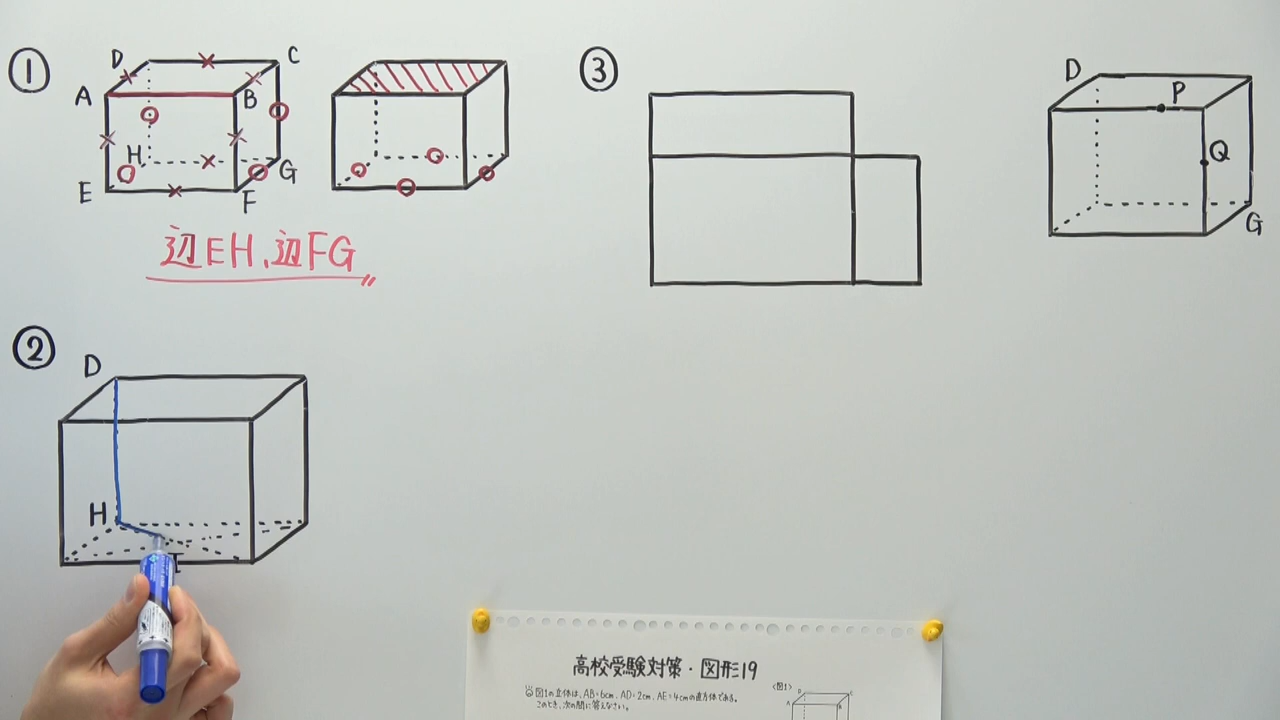 ①
D
C
A
B
H
G
E
F
辺EH、辺FG
②
D
H
I
③
D
P
Q
G
高校受験対策・図形19
図1の立体は、AB=6cm、AD=2cm、AE=4cmの直方体である。
このとき、次の問に答えなさい。
〈図1〉
D
C
A
B